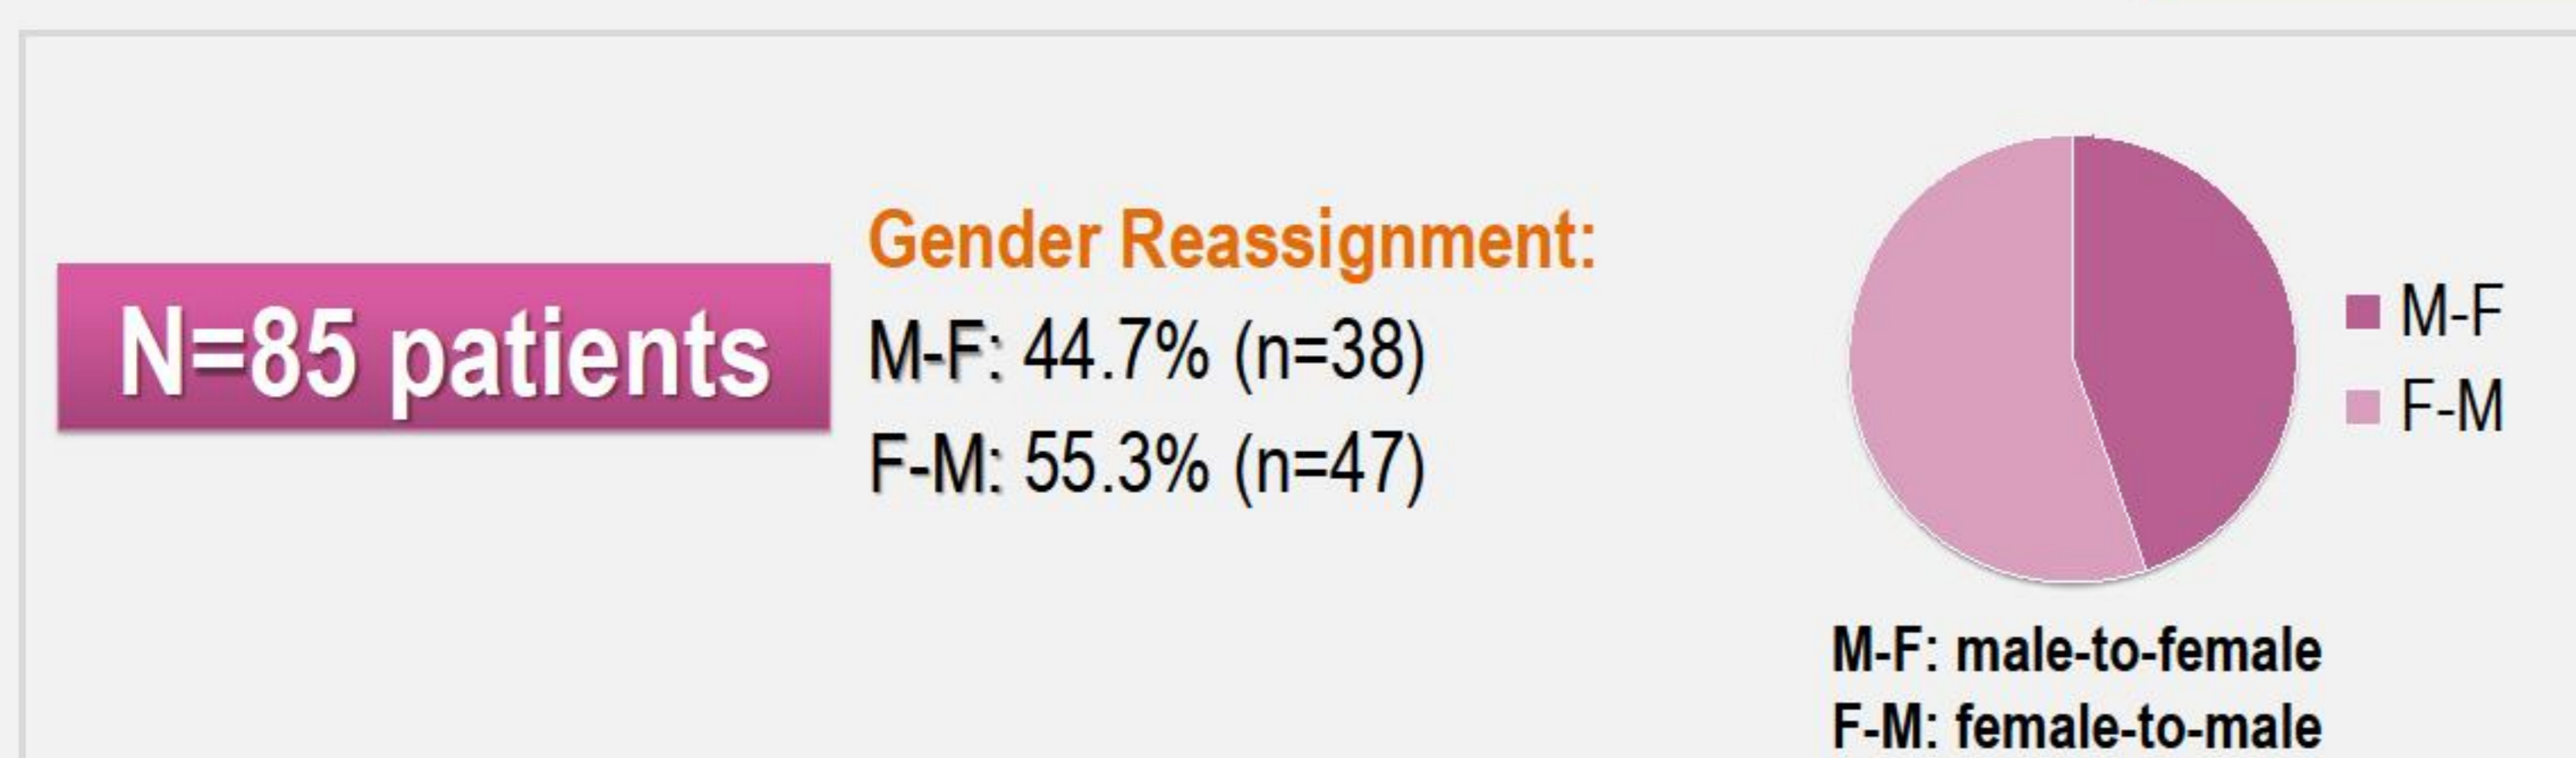 N=85 patients
Gender Reassignment:
M-F: 44.7% (n=38)
F-M: 55.3% (n=47)
M-F
F-M
M-F: male-to-female
F-M: female-to-male